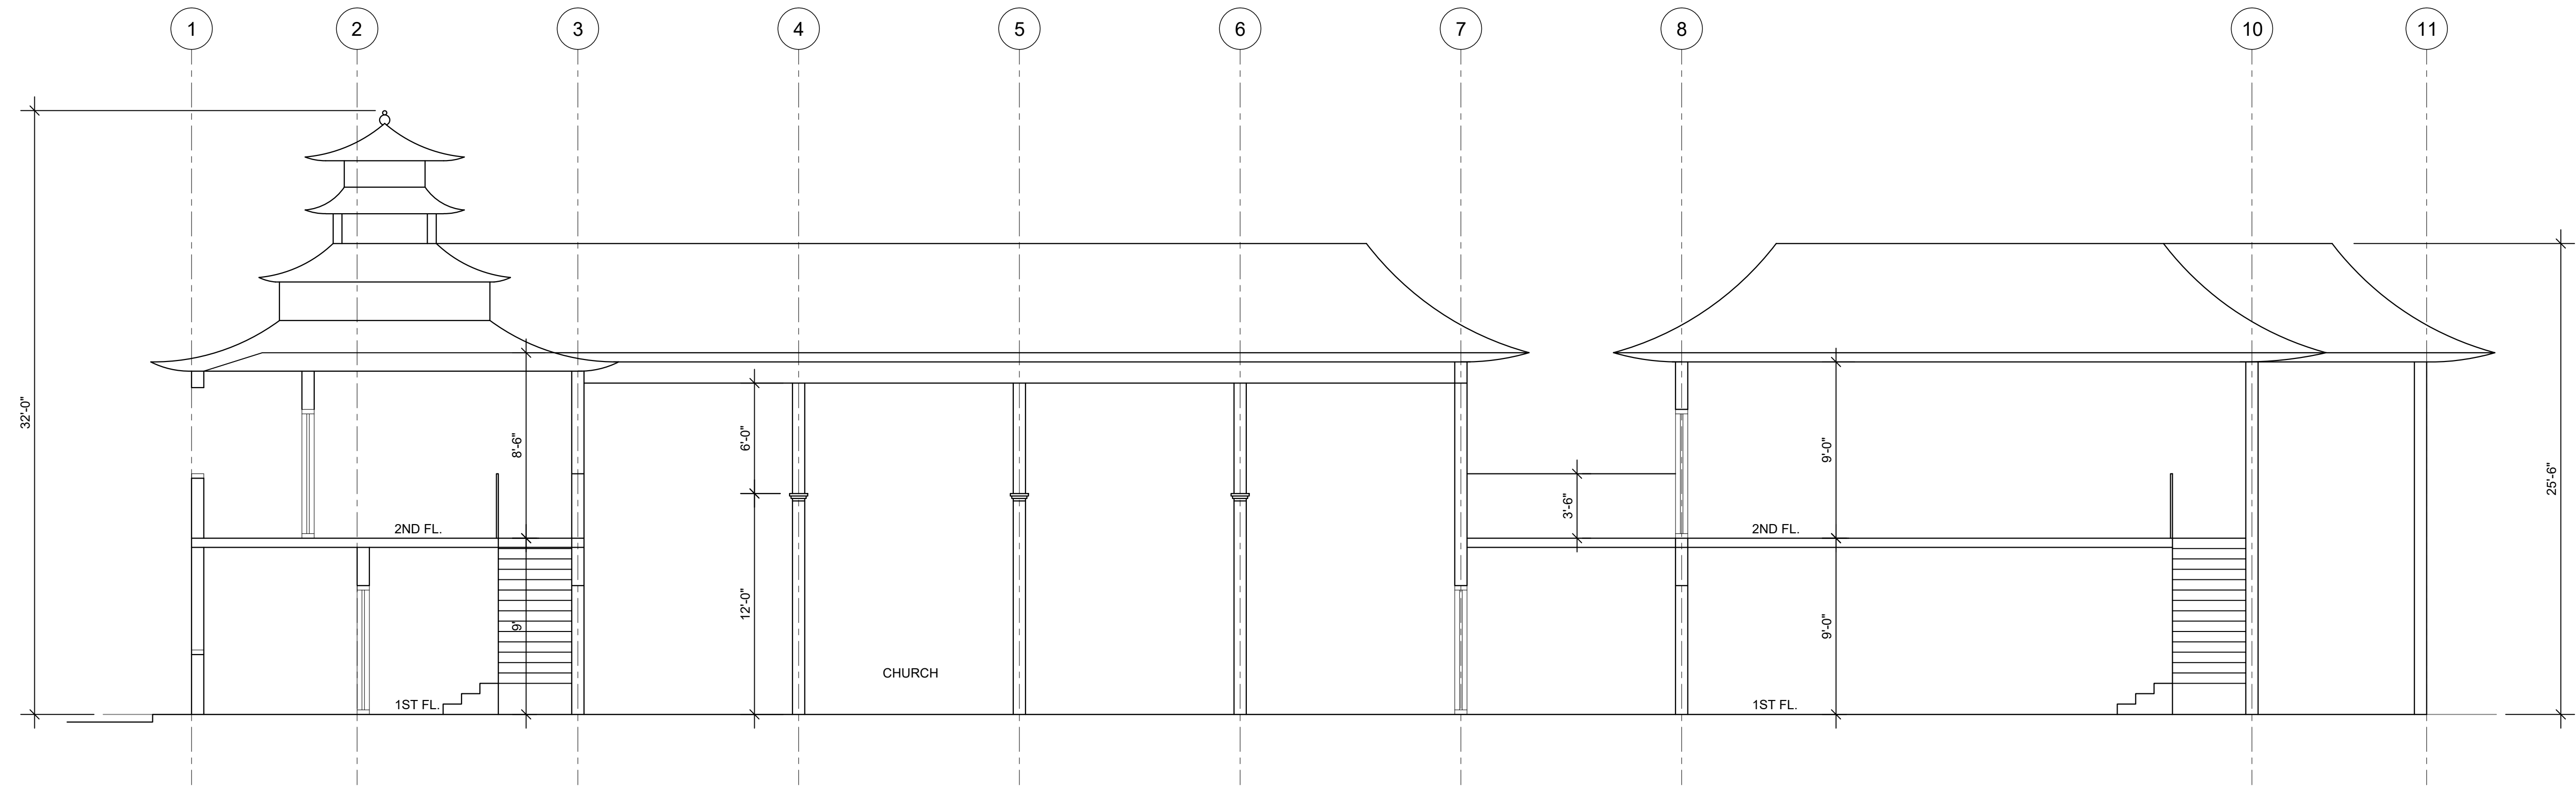 1 2 3 4 5 6 7 8 10 11
32'-0"
8'-6"
6'-0"
3'-6"
9'-0"
25'-6"
2ND FL.
2ND FL.
9'
12'-0"
9'-0"
CHURCH
1ST FL.
1ST FL.